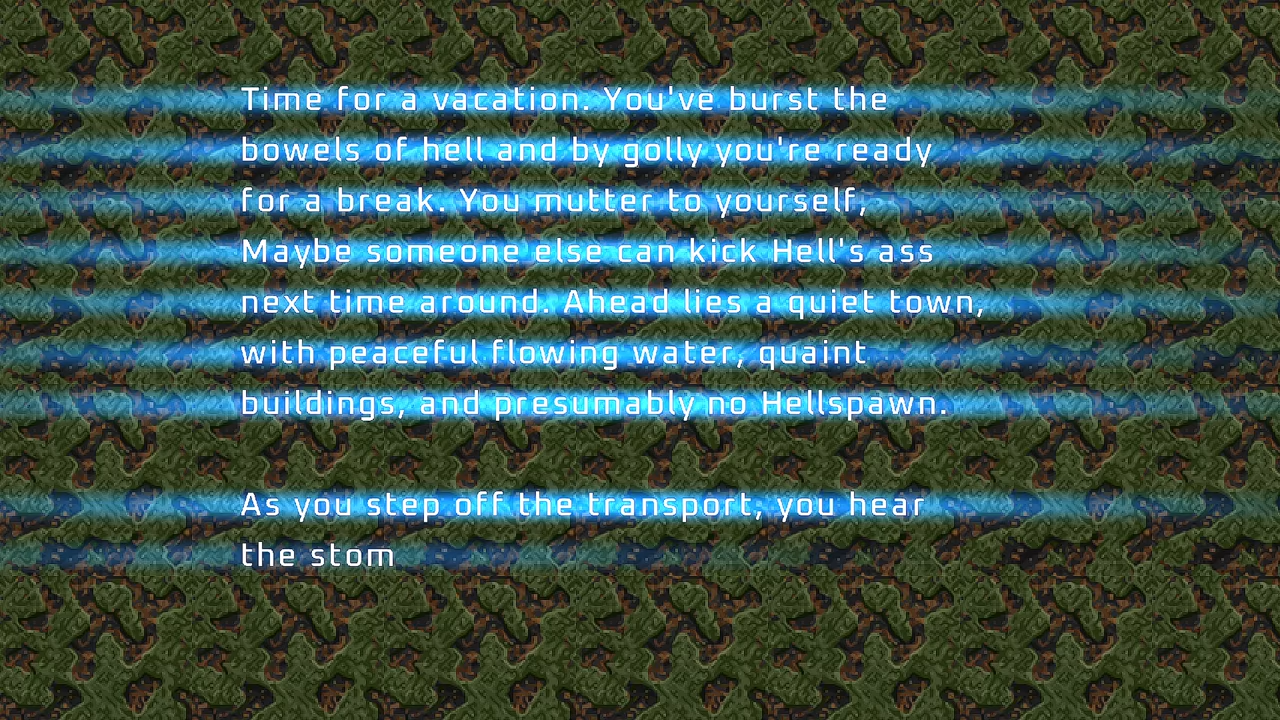 Time for a vacation. You've burst the
bowels of hell and by golly you're ready
for a break. You mutter to yourself,
Maybe someone else can kick Hell's ass
next time around. Ahead lies a quiet town,
with peaceful flowing water, quaint
buildings, and presumably no Hellspawn.
As you step off the transport, you hear
the stom